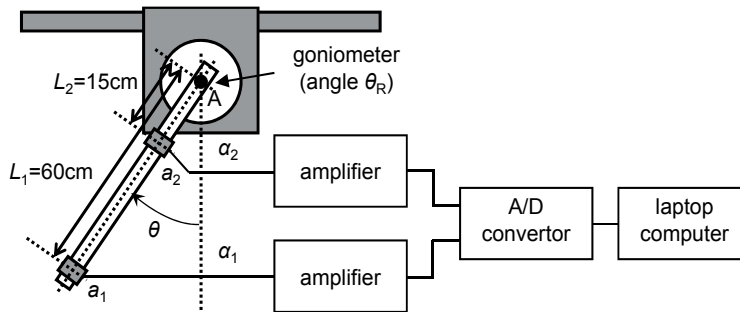 goniometer
(angle θR)
L2=15cm
A
L1=60cm
α2
a2
amplifier
A/D
convertor
laptop
computer
θ
α1
amplifier
a1